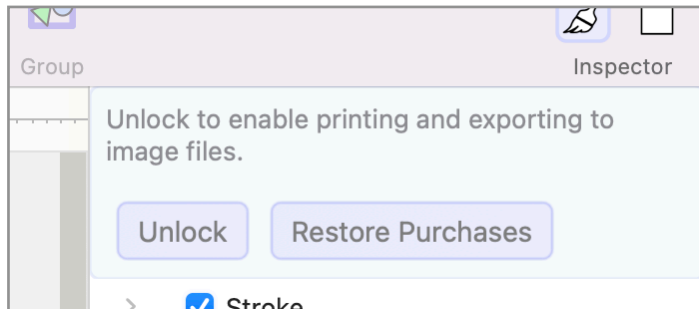 Group
Inspector
Unlock to enable printing and exporting to
image files.
Unlock
Restore Purchases
Stroke